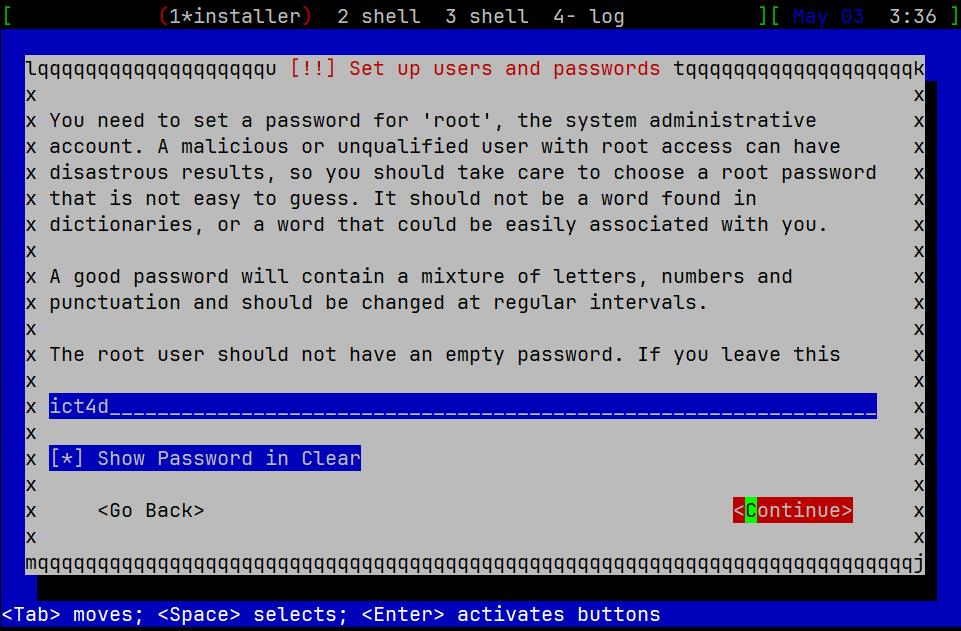 [ (1*installer) 2 shell 3 shell 4- log ][ May 03 3:36 ]
lqqqqqqqqqqqqqqqqqqqqu [!!] Set up users and passwords tqqqqqqqqqqqqqqqqqqqk
x x
x You need to set a password for 'root', the system administrative x
x account. A malicious or unqualified user with root access can have x
x disastrous results, so you should take care to choose a root password x
x that is not easy to guess. It should not be a word found in x
x dictionaries, or a word that could be easily associated with you. x
x x
x A good password will contain a mixture of letters, numbers and x
x punctuation and should be changed at regular intervals. x
x x
x The root user should not have an empty password. If you leave this x
x x
x ict4d________________________________________________________________ x
x x
x [*] Show Password in Clear x
x x
x <Go Back> <Continue> x
x x
mqqqqqqqqqqqqqqqqqqqqqqqqqqqqqqqqqqqqqqqqqqqqqqqqqqqqqqqqqqqqqqqqqqqqqqqqqj
<Tab> moves; <Space> selects; <Enter> activates buttons